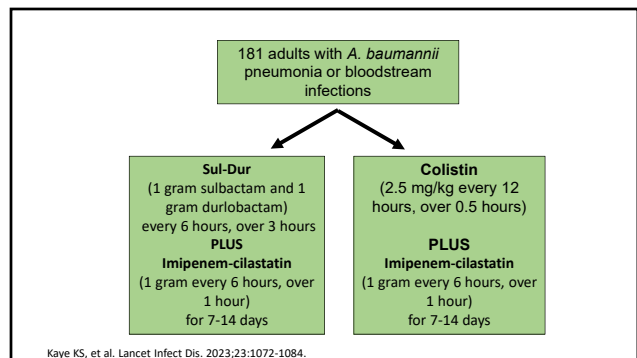 181 adults with A. baumannii
pneumonia or bloodstream
infections
Sul-Dur
(1 gram sulbactam and 1
gram durlobactam)
every 6 hours, over 3 hours
PLUS
Imipenem-cilastatin
(1 gram every 6 hours, over
1 hour)
for 7-14 days
Colistin
(2.5 mg/kg every 12
hours, over 0.5 hours)
PLUS
Imipenem-cilastatin
(1 gram every 6 hours, over
1 hour)
for 7-14 days
Kaye KS, et al. Lancet Infect Dis. 2023;23:1072-1084.